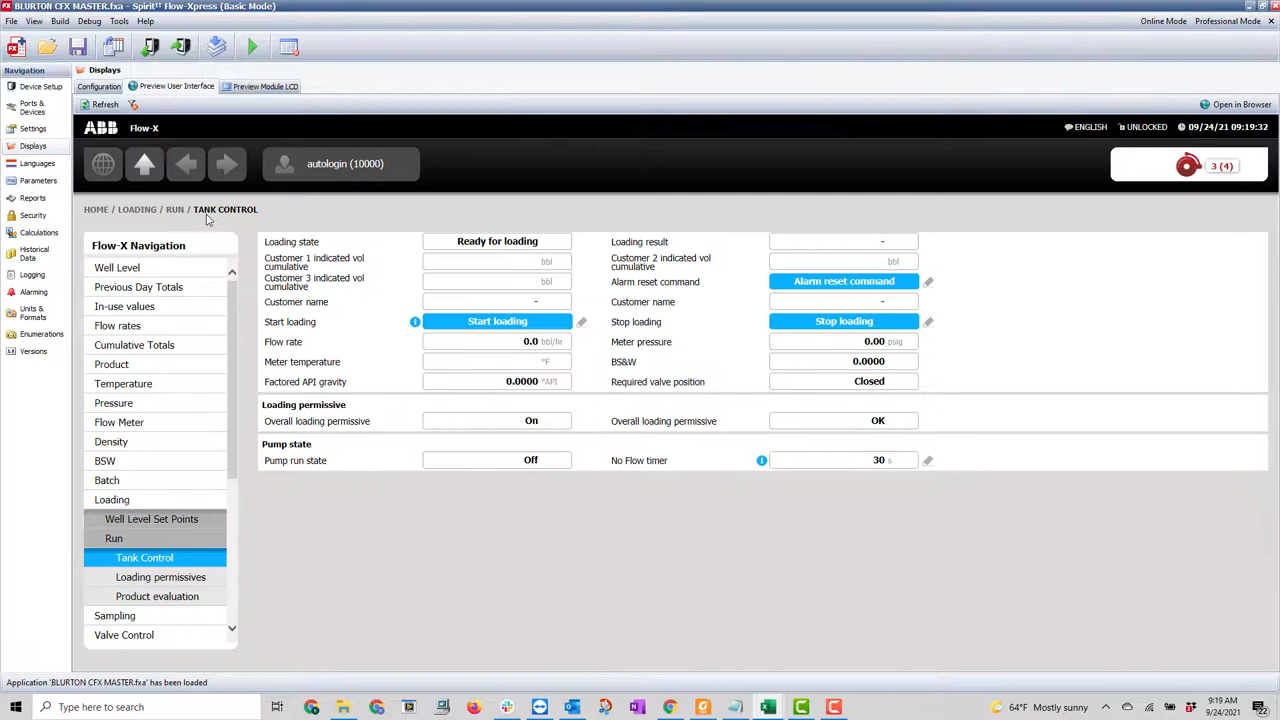 BLURTON CFX MASTER.fxa - Spirit IT Flow-Xpress (Basic Mode)
File View Build Debug Tools Help Online Mode Professional Mode
Navigation
Device Setup
Ports & Devices
Settings
Displays
Languages
Parameters
Reports
Security
Calculations
Historical Data
Logging
Alarming
Units & Formats
Enumerations
Versions
Displays
Configuration Preview User Interface Preview Module LCD
Refresh Open in Browser
ABB Flow-X ENGLISH UNLOCKED 09/24/21 09:19:32
autologin (10000) 3 (4)
HOME / LOADING / RUN / TANK CONTROL
Flow-X Navigation
Well Level
Previous Day Totals
In-use values
Flow rates
Cumulative Totals
Product
Temperature
Pressure
Flow Meter
Density
BSW
Batch
Loading
Well Level Set Points
Run
Tank Control
Loading permissives
Product evaluation
Sampling
Valve Control
Loading state Ready for loading Loading result -
Customer 1 indicated vol cumulative bbl Customer 2 indicated vol cumulative bbl
Customer 3 indicated vol cumulative bbl Alarm reset command Alarm reset command
Customer name - Customer name -
Start loading Start loading Stop loading Stop loading
Flow rate 0.0 bbl/hr Meter pressure 0.00 psig
Meter temperature °F BS&W 0.0000
Factored API gravity 0.0000 °API Required valve position Closed
Loading permissive
Overall loading permissive On Overall loading permissive OK
Pump state
Pump run state Off No Flow timer 30 s
Application 'BLURTON CFX MASTER.fxa' has been loaded
Type here to search 64°F Mostly sunny 9:19 AM
9/24/2021 22